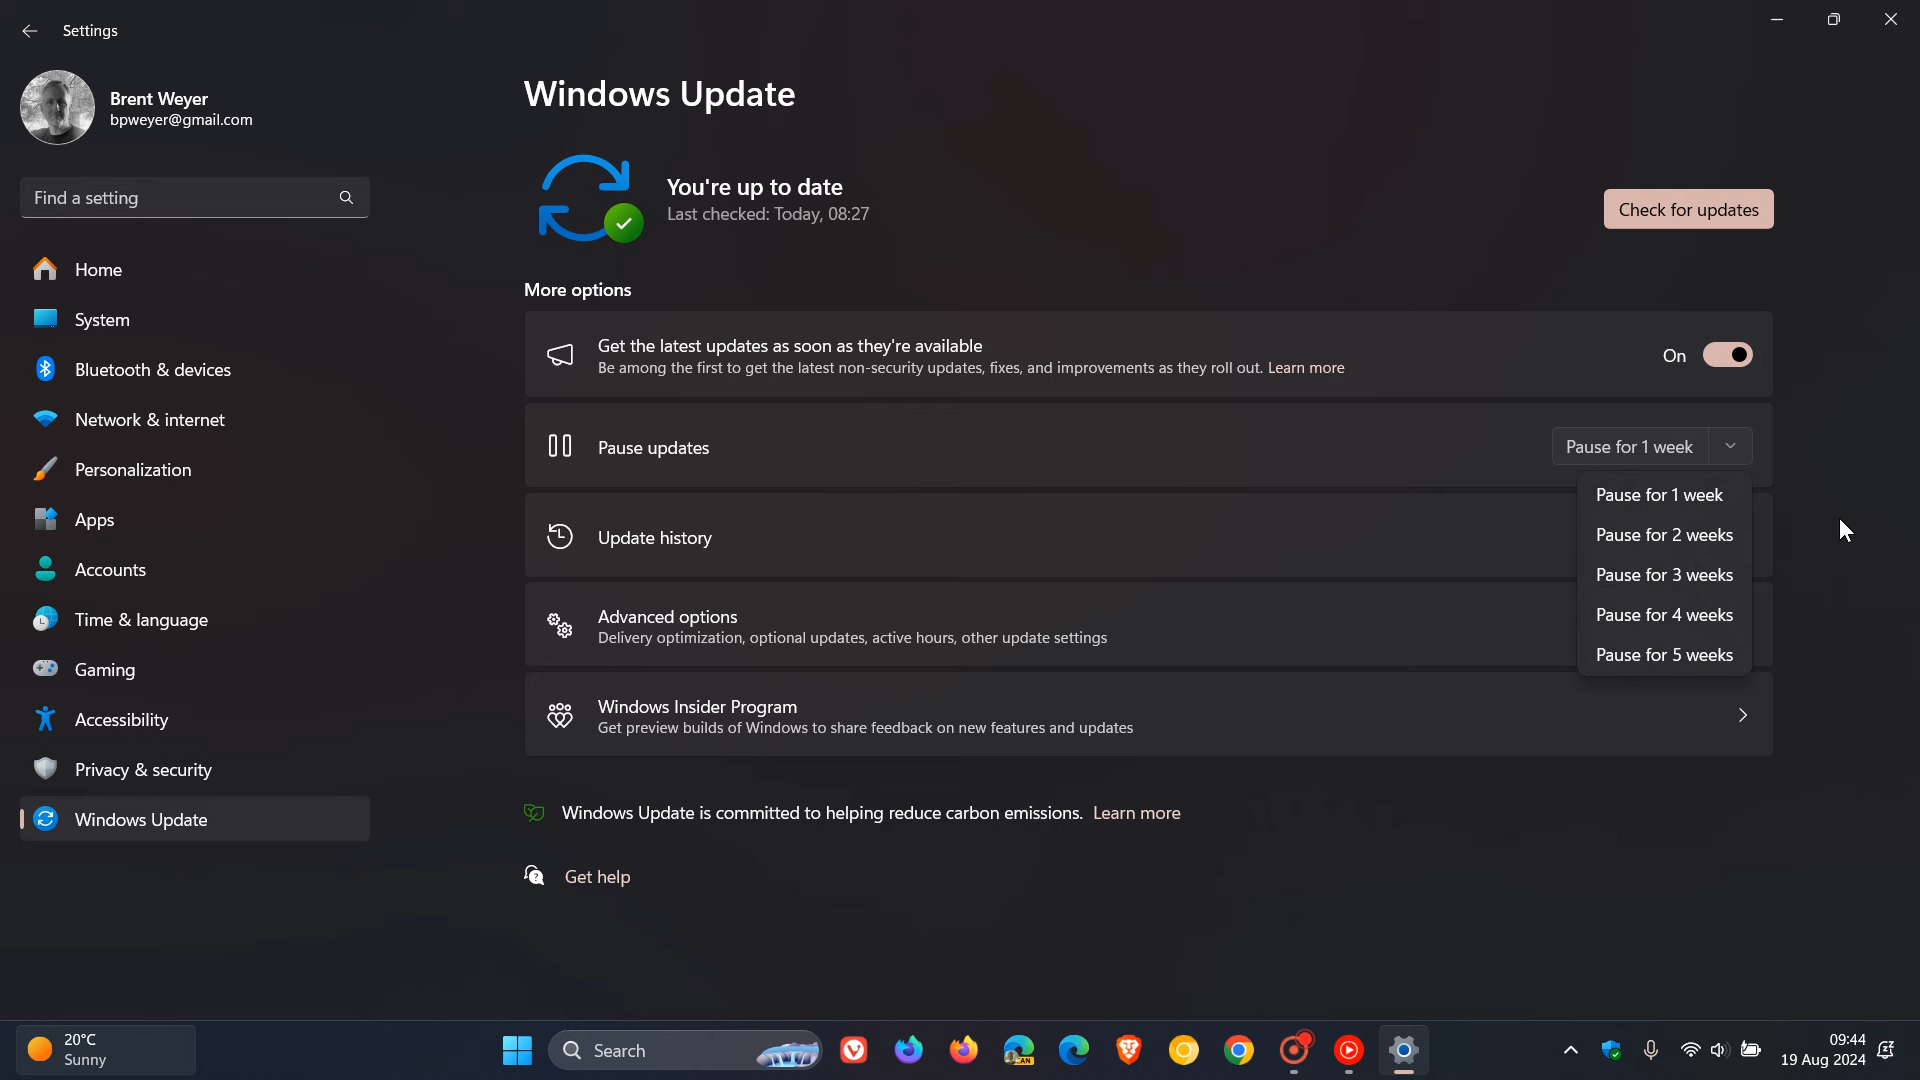 Settings
Brent Weyer
bpweyer@gmail.com
Find a setting
Home
System
Bluetooth & devices
Network & internet
Personalization
Apps
Accounts
Time & language
Gaming
Accessibility
Privacy & security
Windows Update
Windows Update
You're up to date
Last checked: Today, 08:27
Check for updates
More options
Get the latest updates as soon as they're available
Be among the first to get the latest non-security updates, fixes, and improvements as they roll out. Learn more
On
Pause updates
Pause for 1 week
Pause for 1 week
Pause for 2 weeks
Pause for 3 weeks
Pause for 4 weeks
Pause for 5 weeks
Update history
Advanced options
Delivery optimization, optional updates, active hours, other update settings
Windows Insider Program
Get preview builds of Windows to share feedback on new features and updates
Windows Update is committed to helping reduce carbon emissions. Learn more
Get help
20°C
Sunny
Search
CAN
09:44
19 Aug 2024